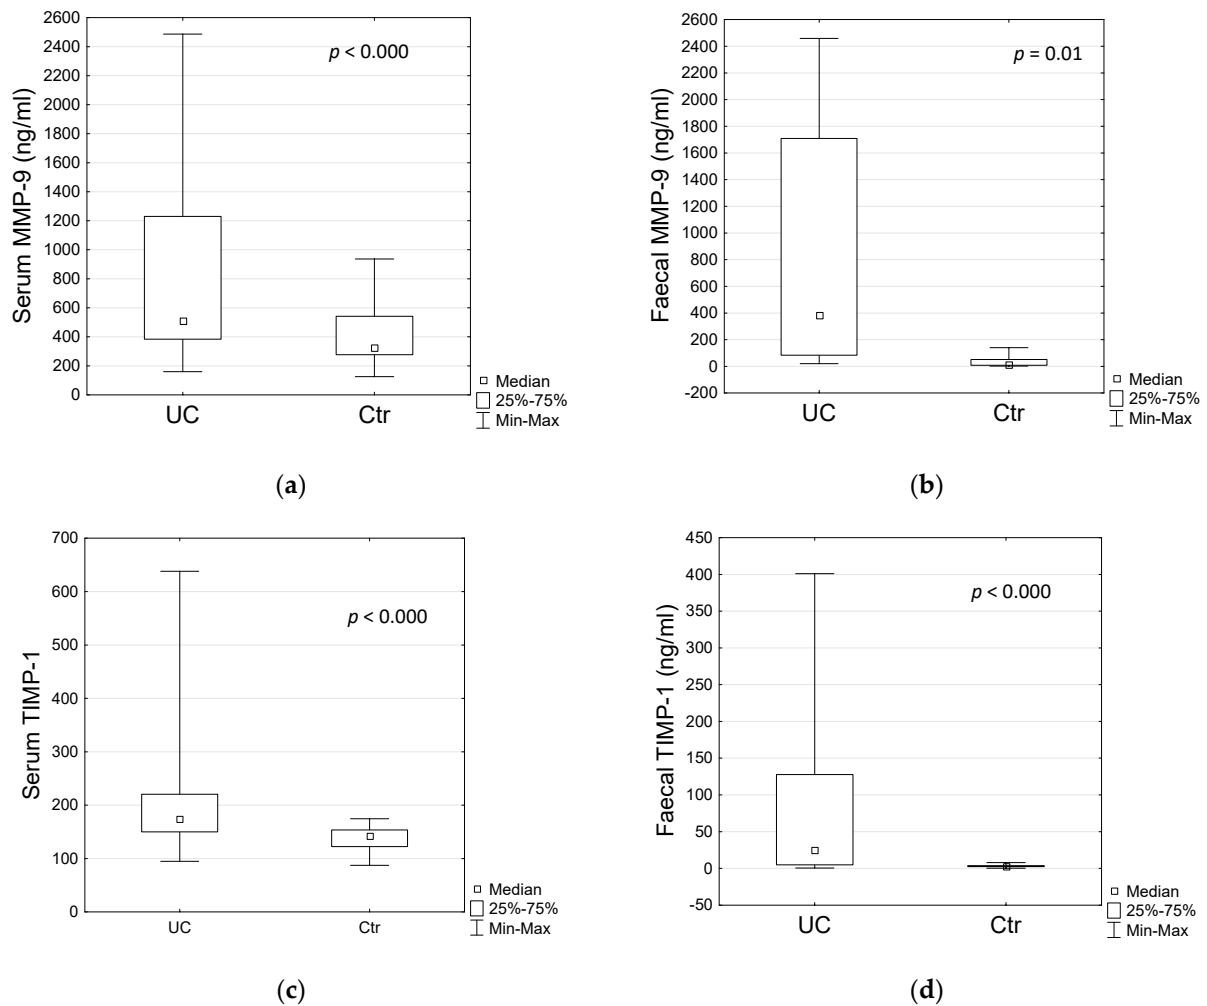 2600
2400
2200
2000
1800
1600
1400
1200
1000
800
600
400
200
0
Serum MMP-9 (ng/ml)
p < 0.000
UC Ctr
Median
25%-75%
Min-Max
(a)
2600
2400
2200
2000
1800
1600
1400
1200
1000
800
600
400
200
0
-200
Faecal MMP-9 (ng/ml)
p = 0.01
UC Ctr
Median
25%-75%
Min-Max
(b)
700
600
500
400
300
200
100
0
Serum TIMP-1
p < 0.000
UC Ctr
Median
25%-75%
Min-Max
(c)
450
400
350
300
250
200
150
100
50
0
-50
Faecal TIMP-1 (ng/ml)
p < 0.000
UC Ctr
Median
25%-75%
Min-Max
(d)